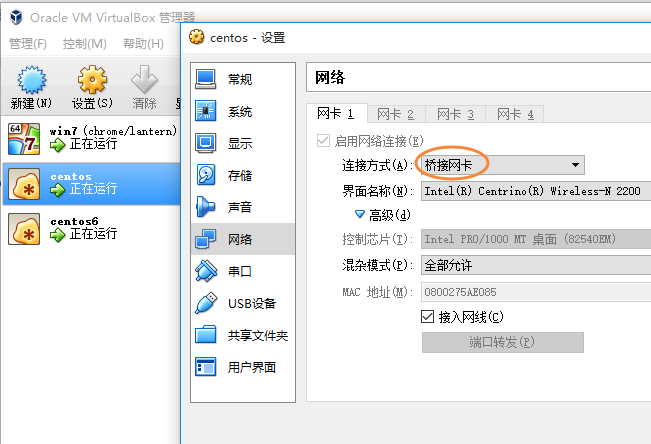 Oracle VM VirtualBox 管理器
管理(F) 控制(M) 帮助(H)
新建(N) 设置(S) 清除
64
win7 (chrome/lantern)
正在运行
centos
正在运行
centos6
正在运行
centos - 设置
常规
系统
显示
存储
声音
网络
串口
USB设备
共享文件夹
用户界面
网络
网卡 1 网卡 2 网卡 3 网卡 4
启用网络连接(E)
连接方式(A): 桥接网卡
界面名称(N): Intel(R) Centrino(R) Wireless-N 2200
高级(d)
控制芯片(T): Intel PRO/1000 MT 桌面 (82540EM)
混杂模式(P): 全部允许
MAC 地址(M): 0800275AE085
接入网线(C)
端口转发(P)